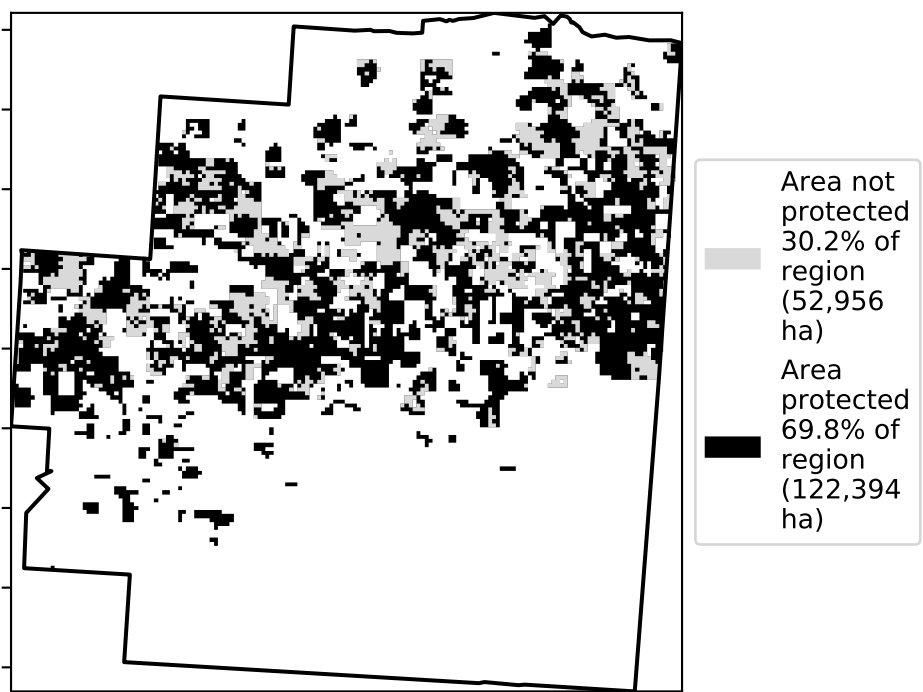 Area not
protected
30.2% of
region
(52,956
ha)
Area
protected
69.8% of
region
(122,394
ha)